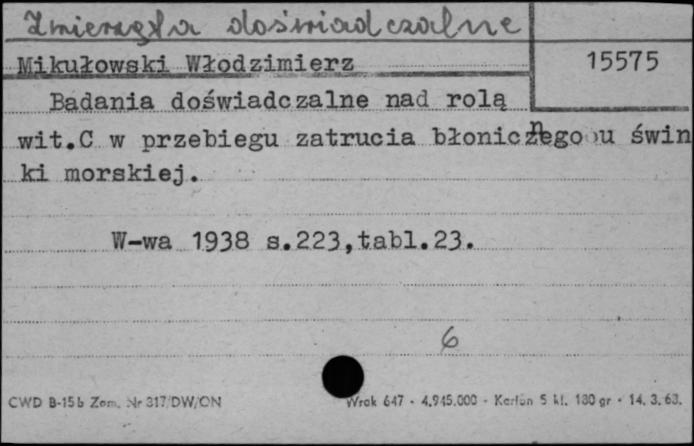 Zwierzęta doświadczalne
Mikułowski Włodzimierz
15575
Badania doświadczalne nad rolą
wit.C w przebiegu zatrucia błonicznego u świn
ki morskiej.
W-wa 1938 s.223,tabl.23.
6
CWD B-15b Zam. Nr 317/DW/ON
Wrok 647 - 4.945.000 - Karton 5 kl. 180 gr - 14. 3. 63.